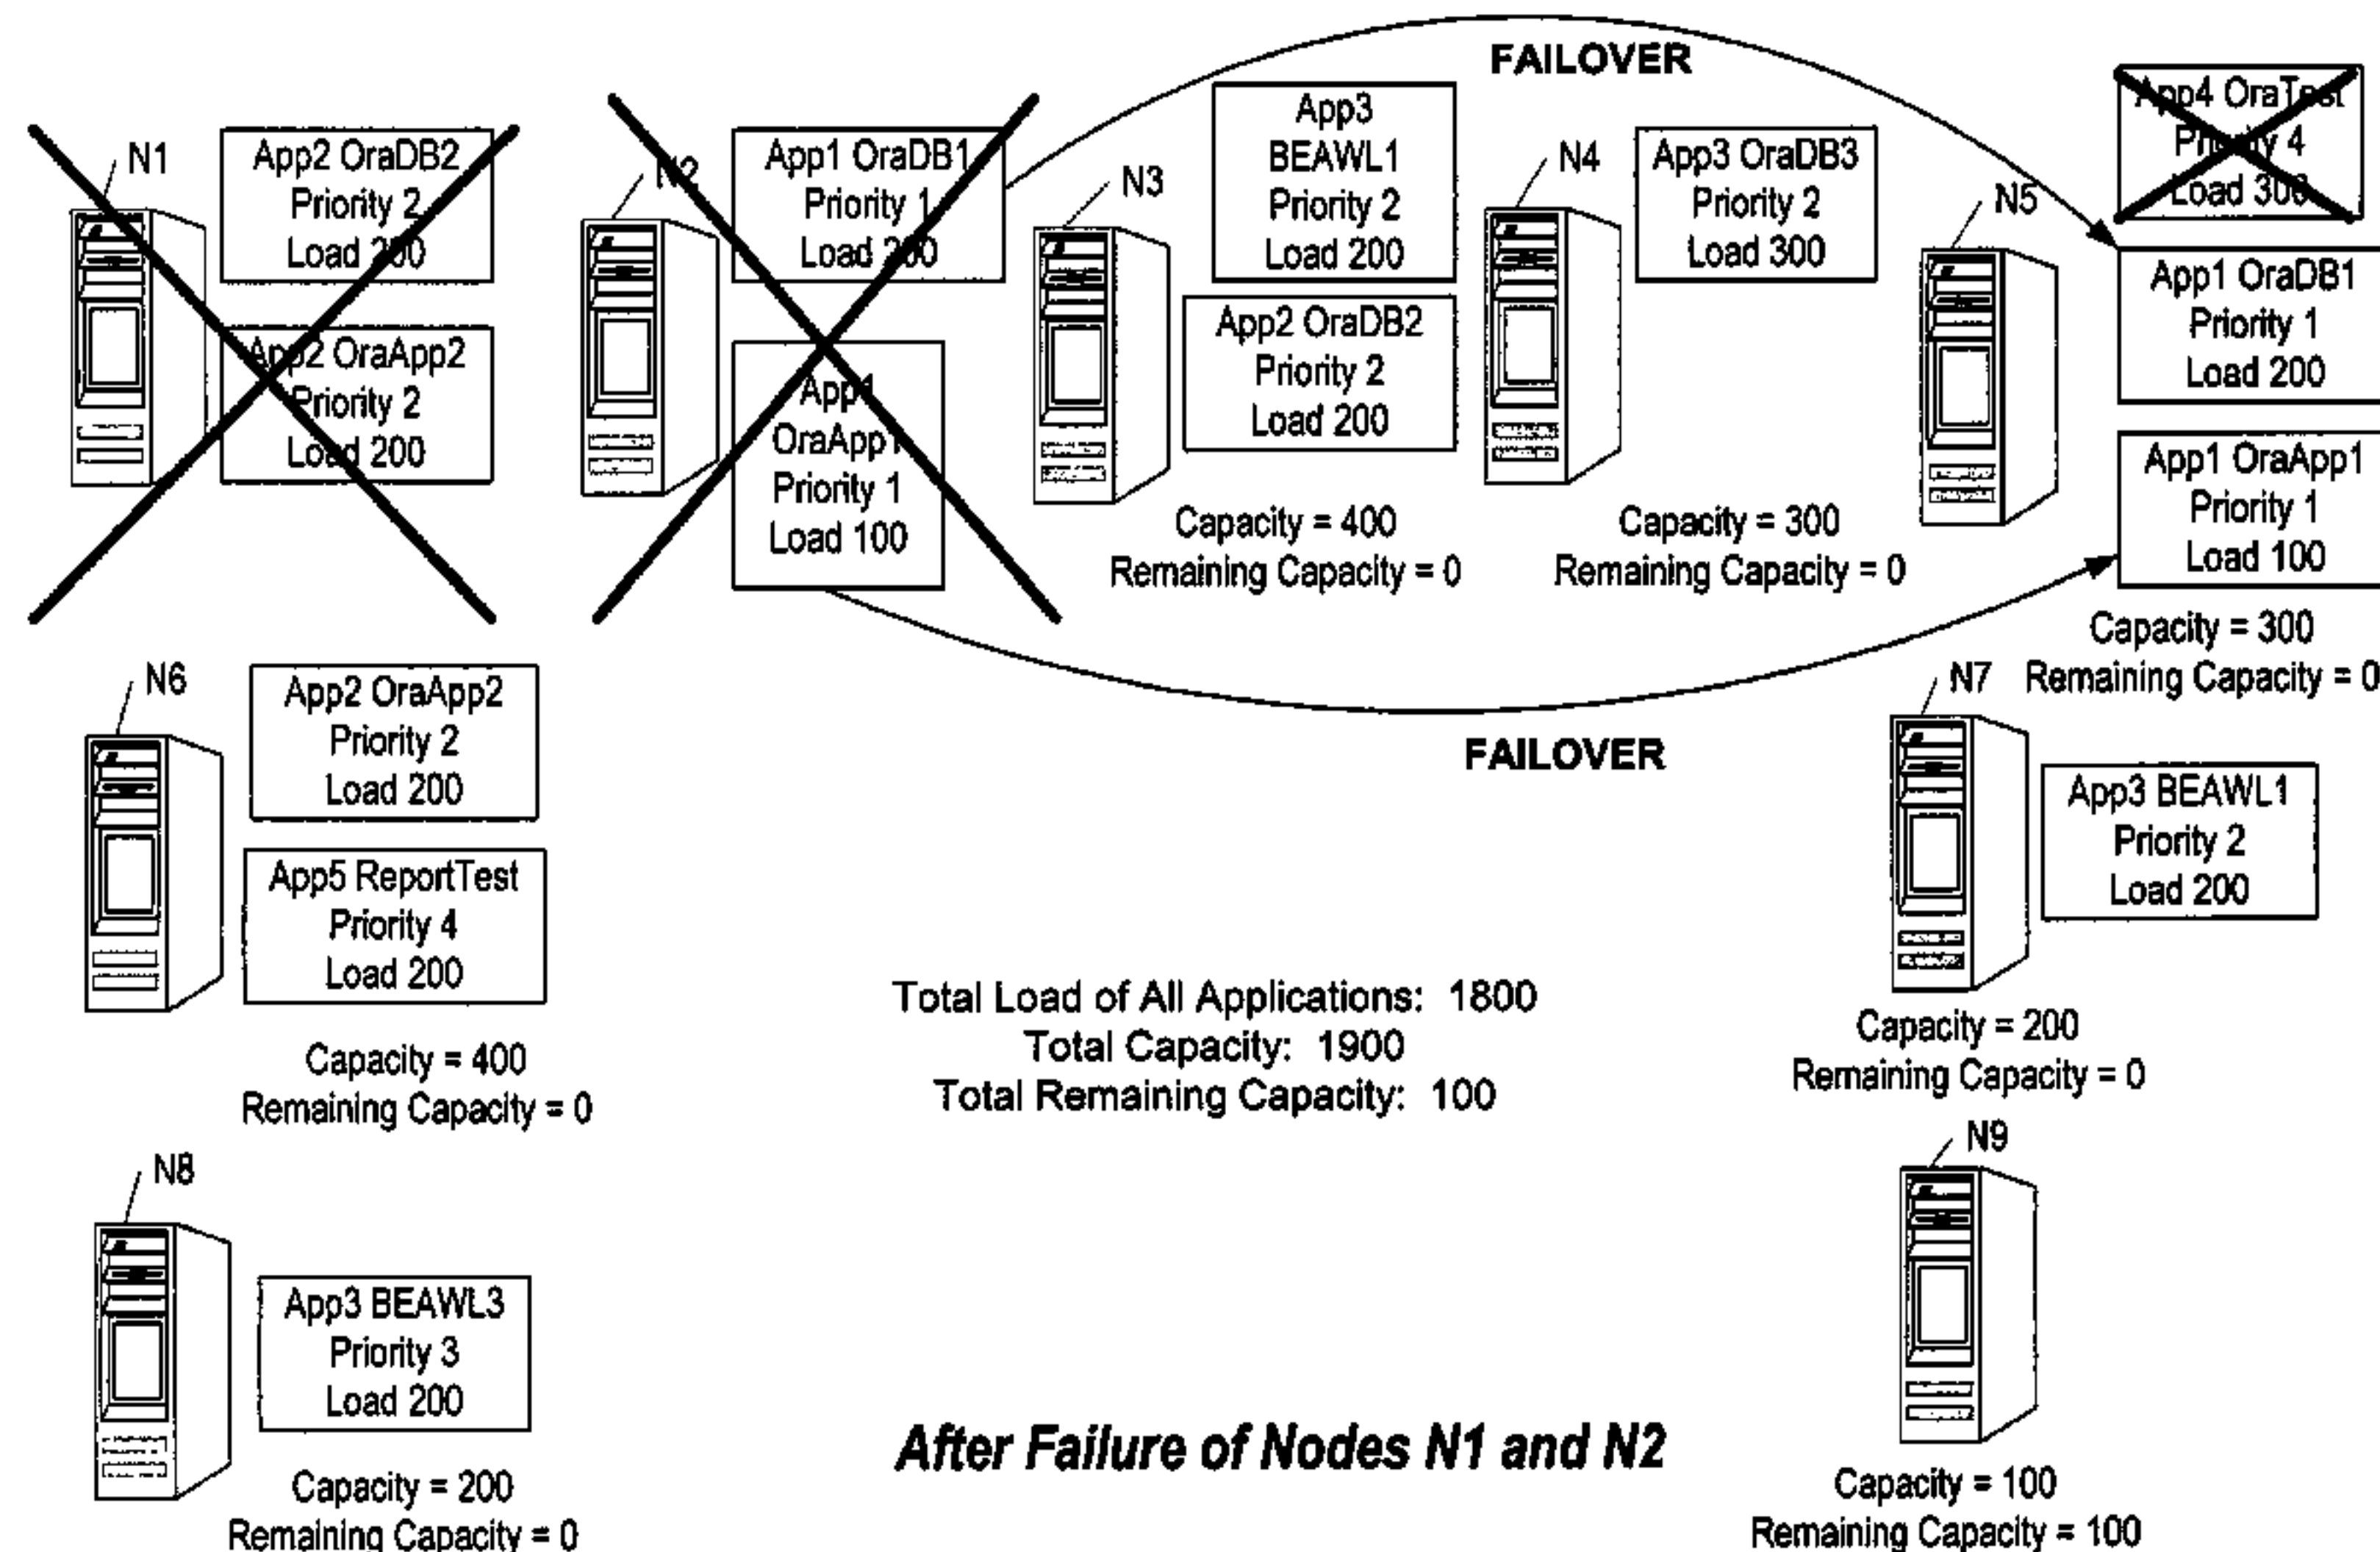 FAILOVER
N1
App2 OraDB2
Priority 2
Load 200
App2 OraApp2
Priority 2
Load 200
N2
App1 OraDB1
Priority 1
Load 200
App1
OraApp1
Priority 1
Load 100
N3
App3
BEAWL1
Priority 2
Load 200
App2 OraDB2
Priority 2
Load 200
Capacity = 400
Remaining Capacity = 0
N4
App3 OraDB3
Priority 2
Load 300
Capacity = 300
Remaining Capacity = 0
N5
App4 OraTest
Priority 4
Load 300
App1 OraDB1
Priority 1
Load 200
App1 OraApp1
Priority 1
Load 100
Capacity = 300
Remaining Capacity = 0
FAILOVER
N6
App2 OraApp2
Priority 2
Load 200
App5 ReportTest
Priority 4
Load 200
Capacity = 400
Remaining Capacity = 0
Total Load of All Applications: 1800
Total Capacity: 1900
Total Remaining Capacity: 100
N7
App3 BEAWL1
Priority 2
Load 200
Capacity = 200
Remaining Capacity = 0
N8
App3 BEAWL3
Priority 3
Load 200
Capacity = 200
Remaining Capacity = 0
After Failure of Nodes N1 and N2
N9
Capacity = 100
Remaining Capacity = 100